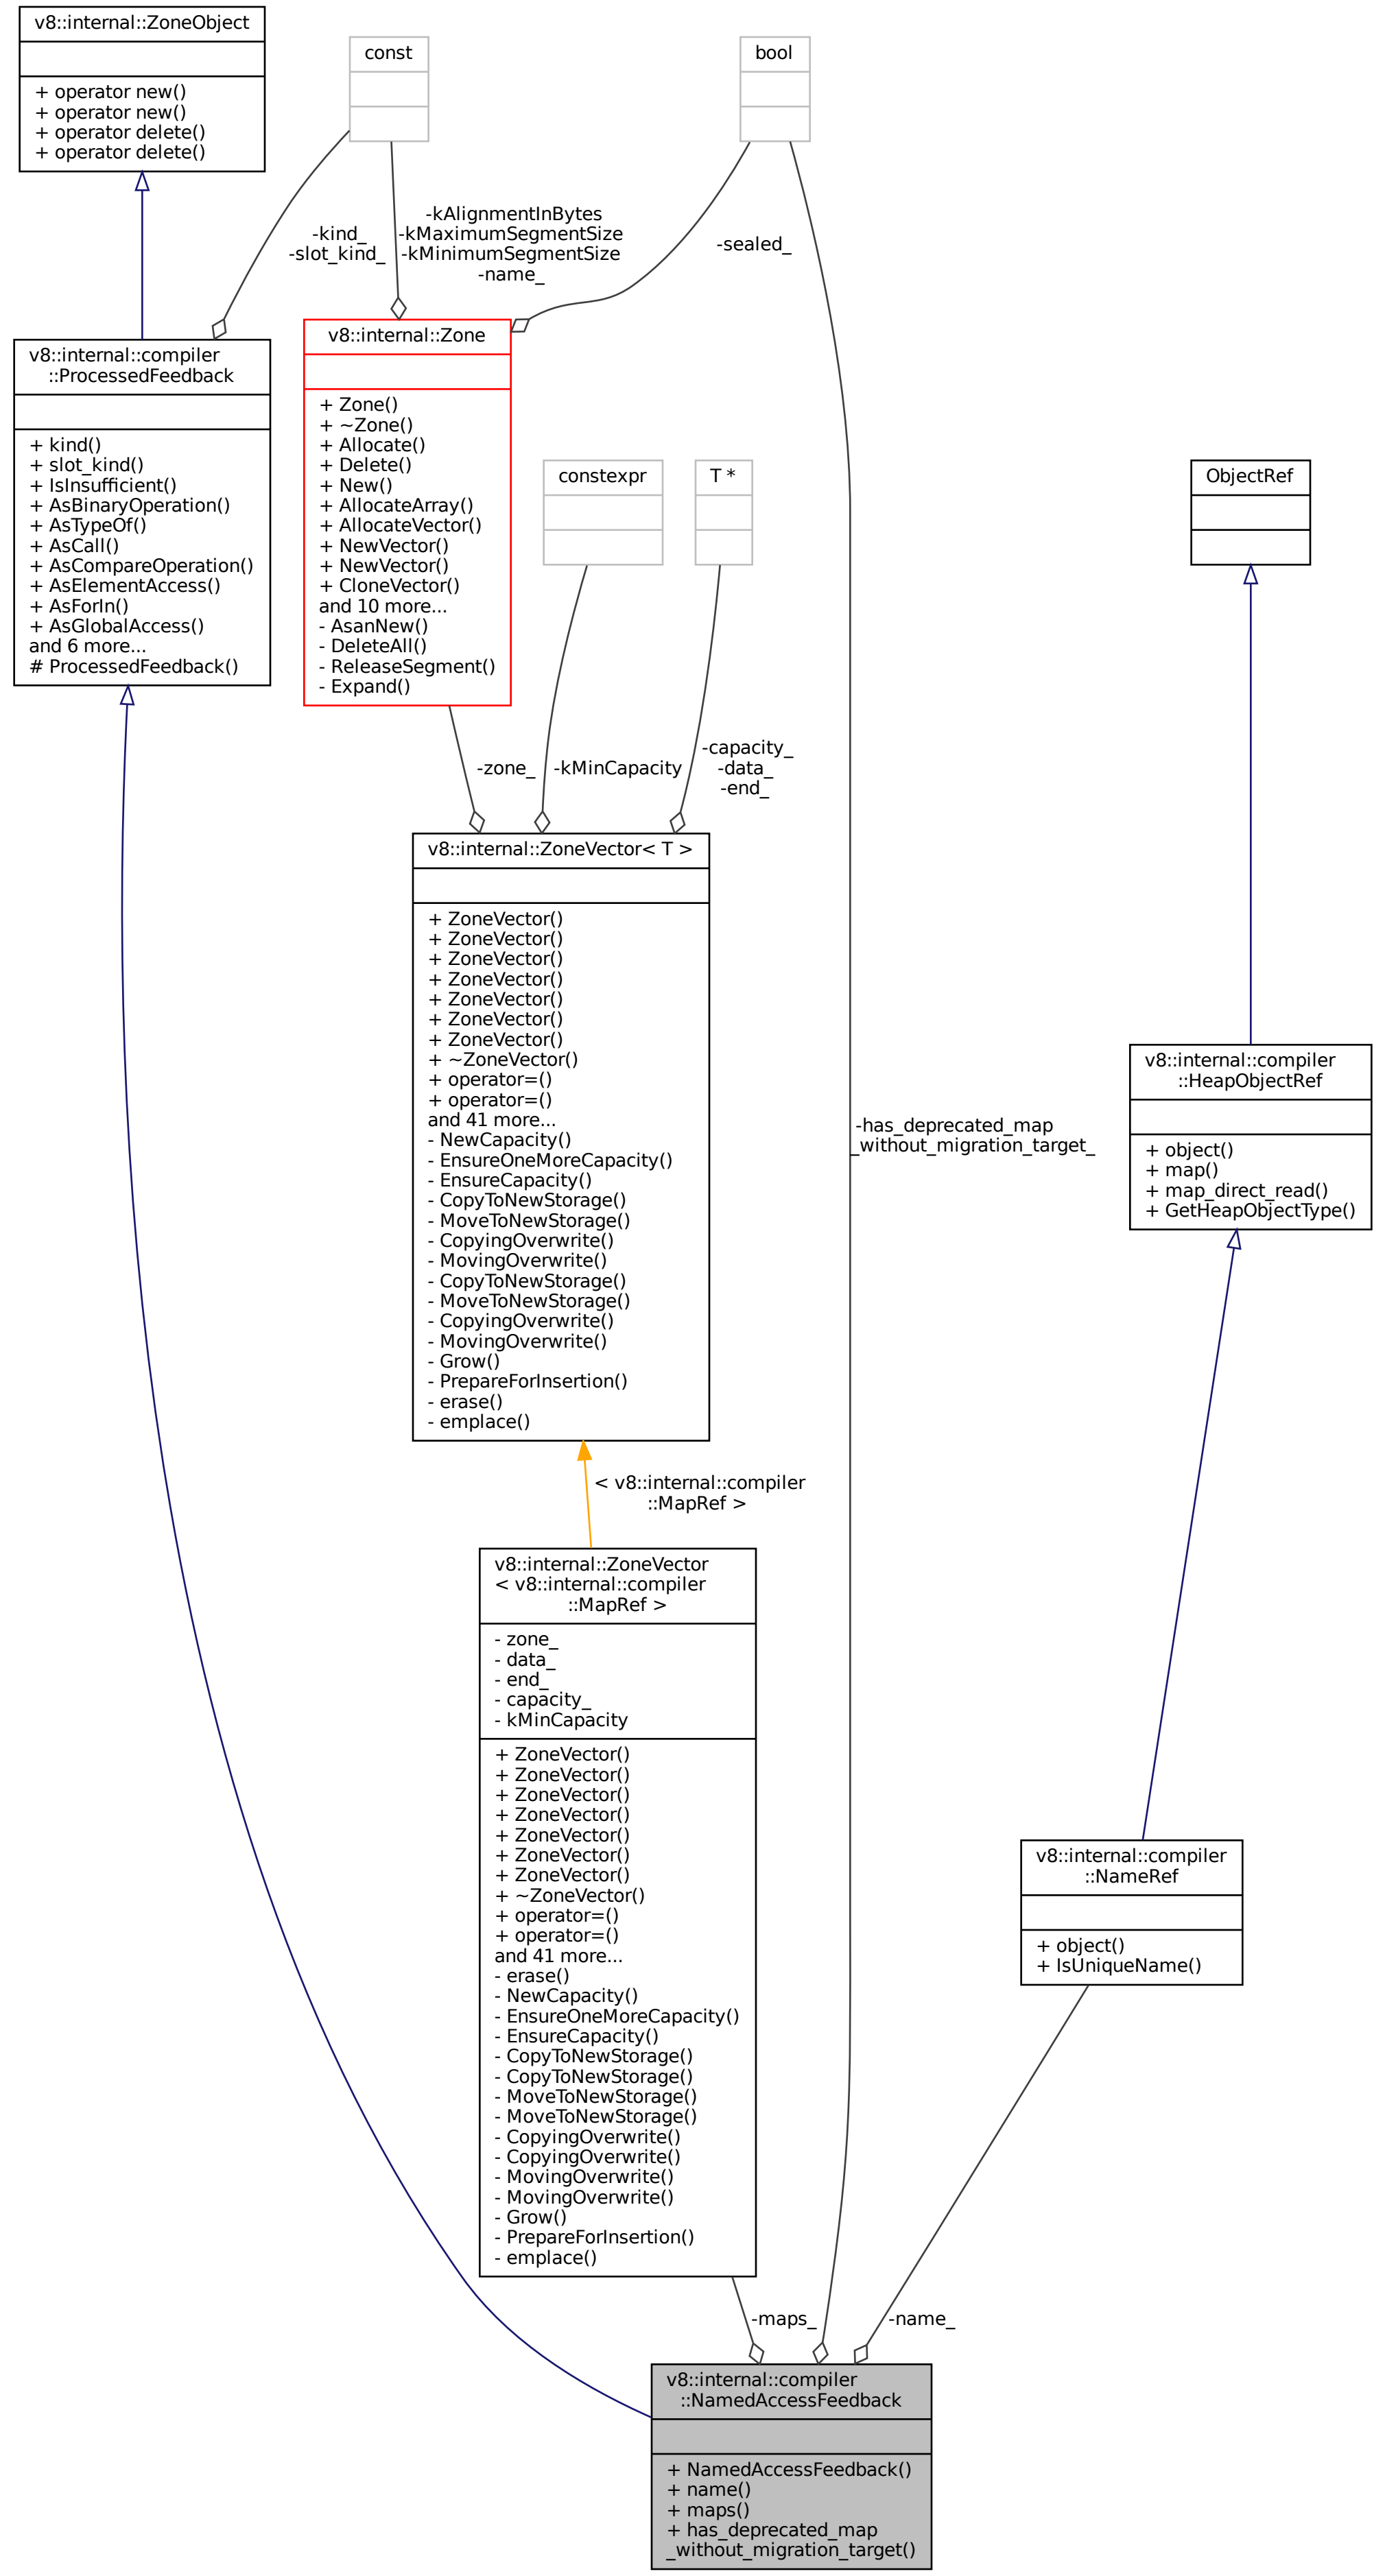 v8::internal::ZoneObject
+ operator new()
+ operator new()
+ operator delete()
+ operator delete()
const
bool
-kind_
-slot_kind_
-kAlignmentInBytes
-kMaximumSegmentSize
-kMinimumSegmentSize
-name_
-sealed_
v8::internal::compiler
::ProcessedFeedback
+ kind()
+ slot_kind()
+ IsInsufficient()
+ AsBinaryOperation()
+ AsTypeOf()
+ AsCall()
+ AsCompareOperation()
+ AsElementAccess()
+ AsForIn()
+ AsGlobalAccess()
and 6 more...
# ProcessedFeedback()
v8::internal::Zone
+ Zone()
+ ~Zone()
+ Allocate()
+ Delete()
+ New()
+ AllocateArray()
+ AllocateVector()
+ NewVector()
+ NewVector()
+ CloneVector()
and 10 more...
- AsanNew()
- DeleteAll()
- ReleaseSegment()
- Expand()
constexpr
T *
ObjectRef
-zone_
-kMinCapacity
-capacity_
-data_
-end_
v8::internal::ZoneVector< T >
+ ZoneVector()
+ ZoneVector()
+ ZoneVector()
+ ZoneVector()
+ ZoneVector()
+ ZoneVector()
+ ZoneVector()
+ ~ZoneVector()
+ operator=()
+ operator=()
and 41 more...
- NewCapacity()
- EnsureOneMoreCapacity()
- EnsureCapacity()
- CopyToNewStorage()
- MoveToNewStorage()
- CopyingOverwrite()
- MovingOverwrite()
- CopyToNewStorage()
- MoveToNewStorage()
- CopyingOverwrite()
- MovingOverwrite()
- Grow()
- PrepareForInsertion()
- erase()
- emplace()
-has_deprecated_map
_without_migration_target_
v8::internal::compiler
::HeapObjectRef
+ object()
+ map()
+ map_direct_read()
+ GetHeapObjectType()
< v8::internal::compiler
::MapRef >
v8::internal::ZoneVector
< v8::internal::compiler
::MapRef >
- zone_
- data_
- end_
- capacity_
- kMinCapacity
+ ZoneVector()
+ ZoneVector()
+ ZoneVector()
+ ZoneVector()
+ ZoneVector()
+ ZoneVector()
+ ZoneVector()
+ ~ZoneVector()
+ operator=()
+ operator=()
and 41 more...
- erase()
- NewCapacity()
- EnsureOneMoreCapacity()
- EnsureCapacity()
- CopyToNewStorage()
- CopyToNewStorage()
- MoveToNewStorage()
- MoveToNewStorage()
- CopyingOverwrite()
- CopyingOverwrite()
- MovingOverwrite()
- MovingOverwrite()
- Grow()
- PrepareForInsertion()
- emplace()
v8::internal::compiler
::NameRef
+ object()
+ IsUniqueName()
-maps_
-name_
v8::internal::compiler
::NamedAccessFeedback
+ NamedAccessFeedback()
+ name()
+ maps()
+ has_deprecated_map
_without_migration_target()